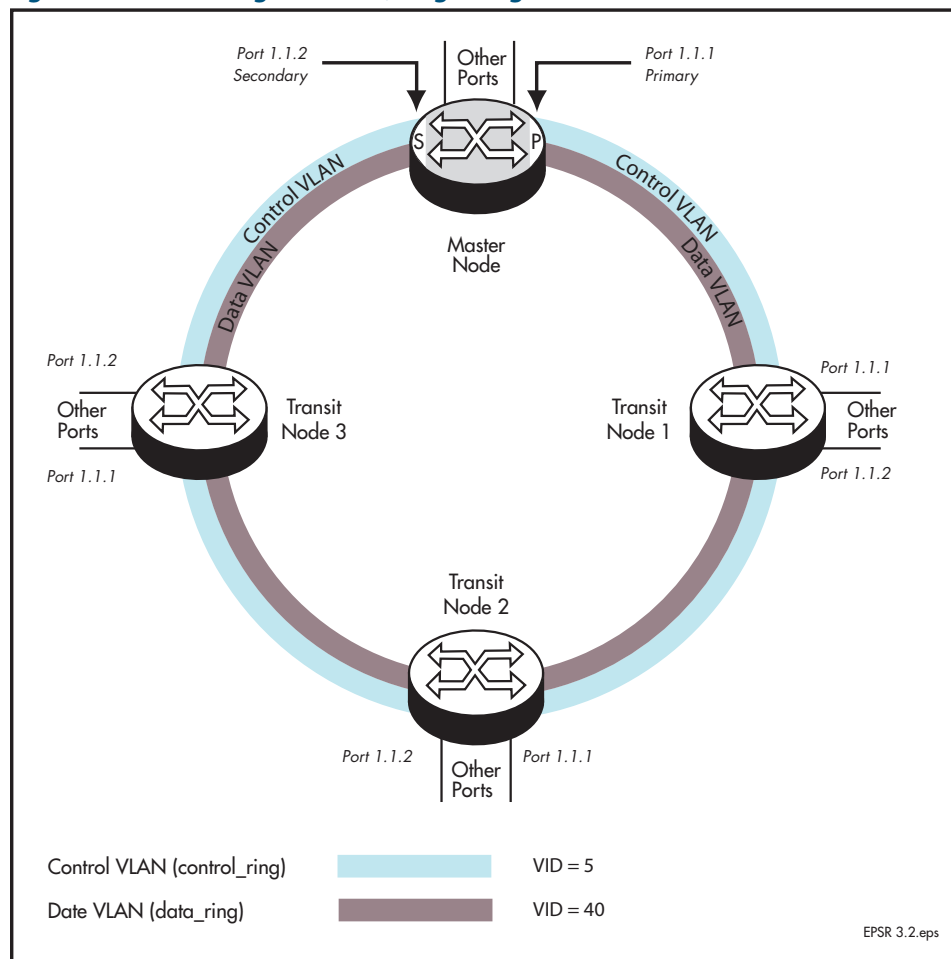 Port 1.1.2
Secondary
Other
Ports
Port 1.1.1
Primary
S
P
Control VLAN
Data VLAN
Control VLAN
Data VLAN
Master
Node
Port 1.1.2
Other
Ports
Port 1.1.1
Transit
Node 3
Transit
Node 1
Port 1.1.1
Other
Ports
Port 1.1.2
Transit
Node 2
Port 1.1.2
Other
Ports
Port 1.1.1
Control VLAN (control_ring)
VID = 5
Date VLAN (data_ring)
VID = 40
EPSR 3.2.eps